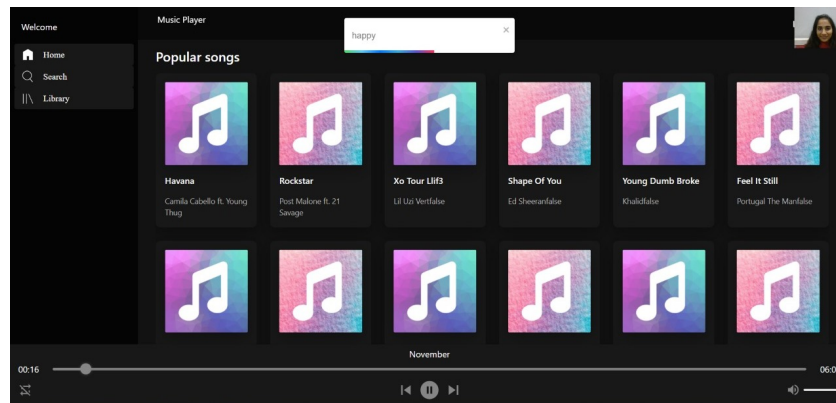 Welcome
Music Player
happy
×
Home
Search
Library
Popular songs
Havana
Rockstar
Xo Tour Llif3
Shape Of You
Young Dumb Broke
Feel It Still
Camila Cabello ft. Young
Thug
Post Malone ft. 21
Savage
Lil Uzi Vertfalse
Ed Sheeranfalse
Khalidfalse
Portugal The Manfalse
November
00:16
06:0